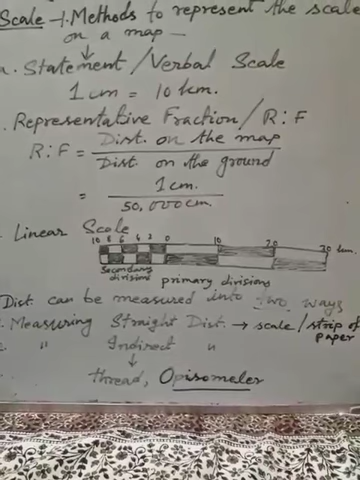 Scale → Methods to represent the scale
on a map —
a. Statement / Verbal Scale
1 cm = 10 km.
. Representative Fraction / R:F
R:F = Dist. on the map
Dist. on the ground
= 1 cm.
50,000 cm
. Linear Scale
10 8 6 4 2 0 10 20 30 km.
Secondary divisions primary divisions
Dist can be measured into two ways
. Measuring Straight Dist. → scale / strip of paper
" Indirect "
↓
thread, Opisometer